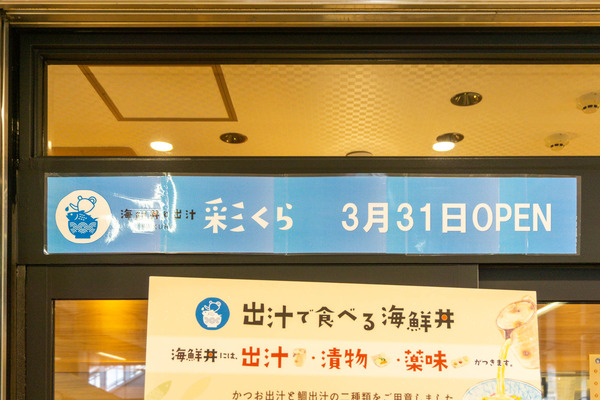 海鮮丼と出汁 彩くら 3月31日OPEN
出汁で食べる海鮮丼
海鮮丼には、出汁・漬物・薬味がつきます。
かつお出汁と鯛出汁の二種類をご用意しました